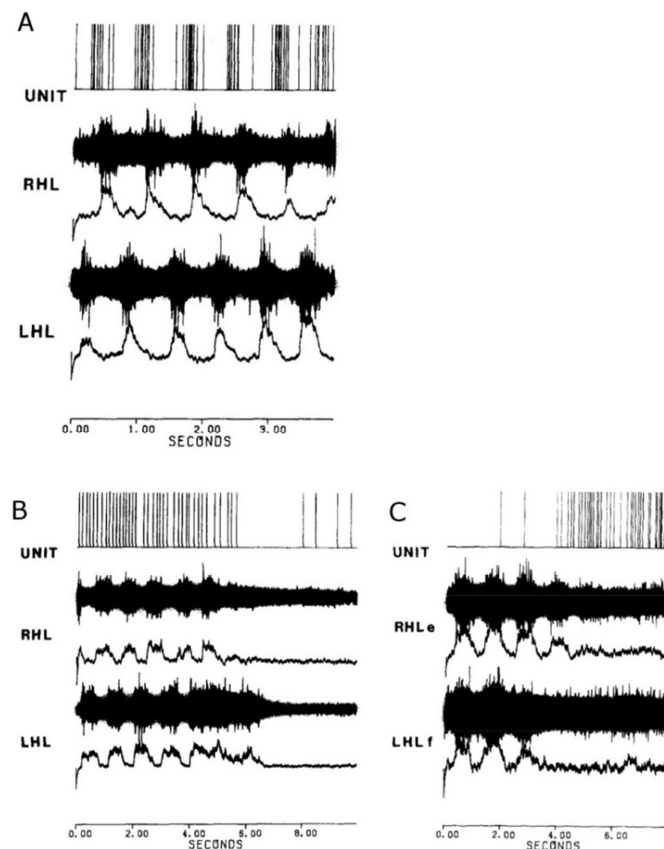 A
UNIT
RHL
LHL
0.00 1.00 2.00 3.00
SECONDS
B
UNIT
RHL
LHL
0.00 2.00 4.00 6.00 8.00
SECONDS
C
UNIT
RHLe
LHLf
0.00 2.00 4.00 6.00
SECONDS